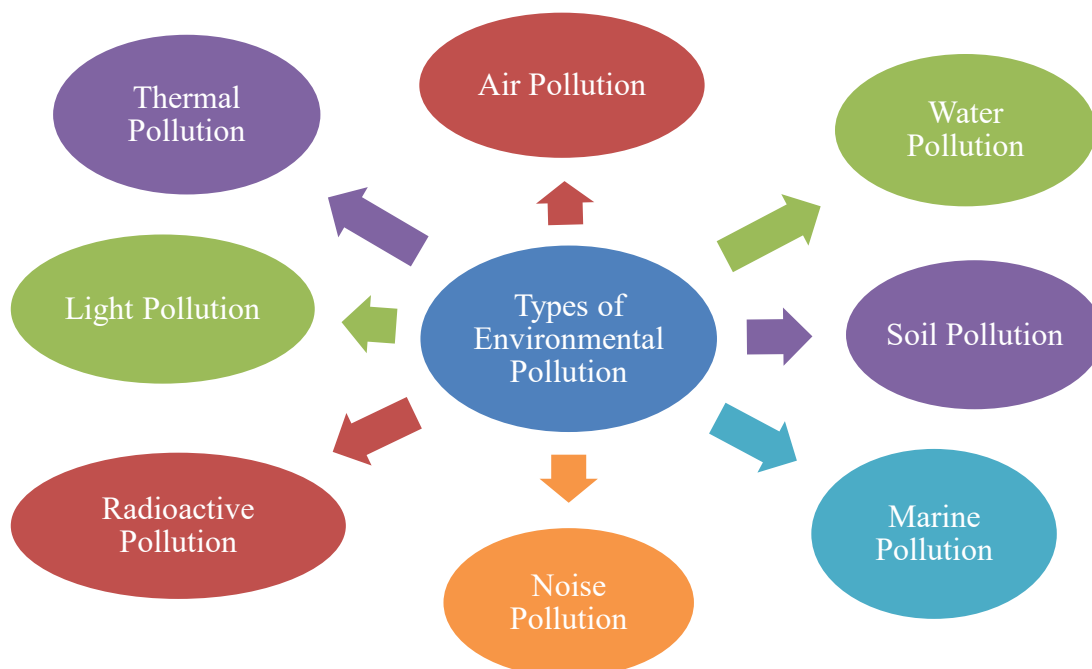 Air Pollution
Thermal
Pollution
Water
Pollution
Light Pollution
Types of
Environmental
Pollution
Soil Pollution
Radioactive
Pollution
Marine
Pollution
Noise
Pollution